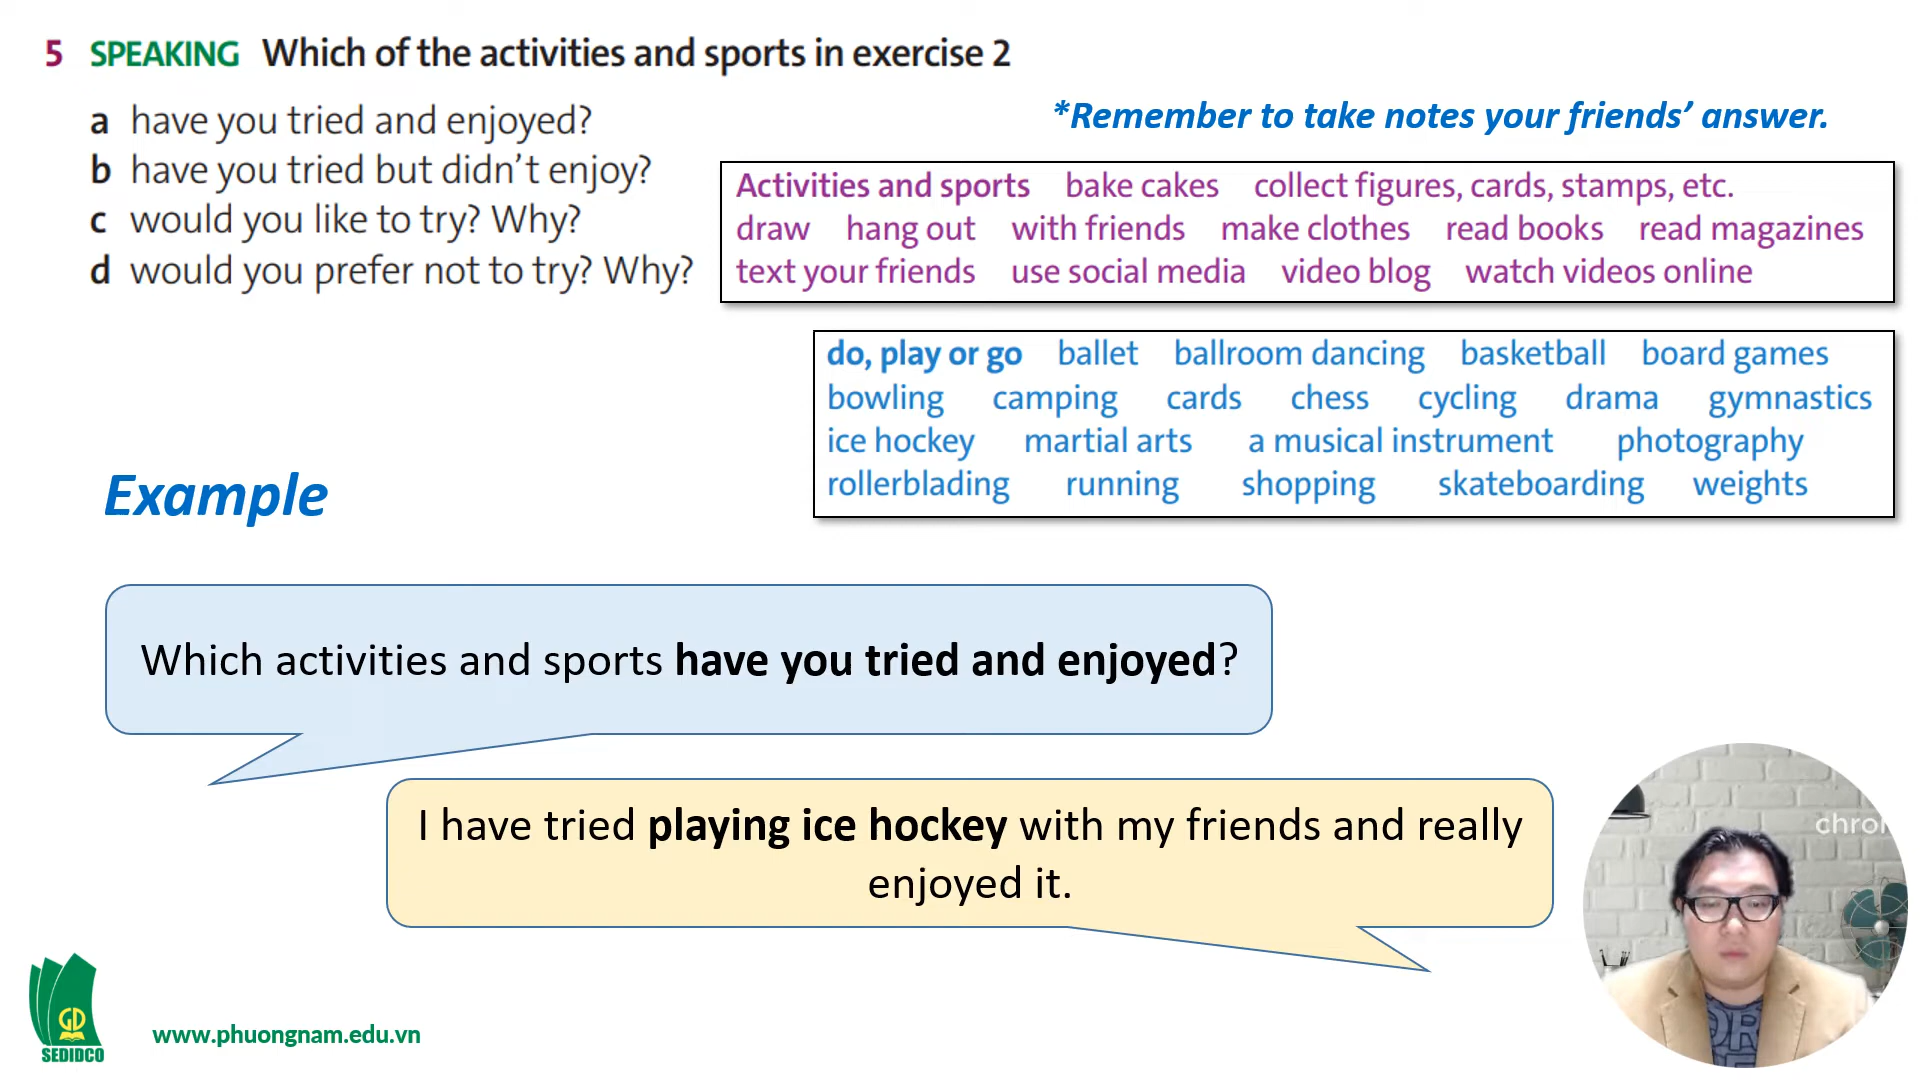 5 SPEAKING Which of the activities and sports in exercise 2
a have you tried and enjoyed?
b have you tried but didn't enjoy?
c would you like to try? Why?
d would you prefer not to try? Why?
*Remember to take notes your friends' answer.
Activities and sports bake cakes collect figures, cards, stamps, etc.
draw hang out with friends make clothes read books read magazines
text your friends use social media video blog watch videos online
do, play or go ballet ballroom dancing basketball board games
bowling camping cards chess cycling drama gymnastics
ice hockey martial arts a musical instrument photography
rollerblading running shopping skateboarding weights
Example
Which activities and sports have you tried and enjoyed?
I have tried playing ice hockey with my friends and really
enjoyed it.
GD
SEDIDCO
www.phuongnam.edu.vn